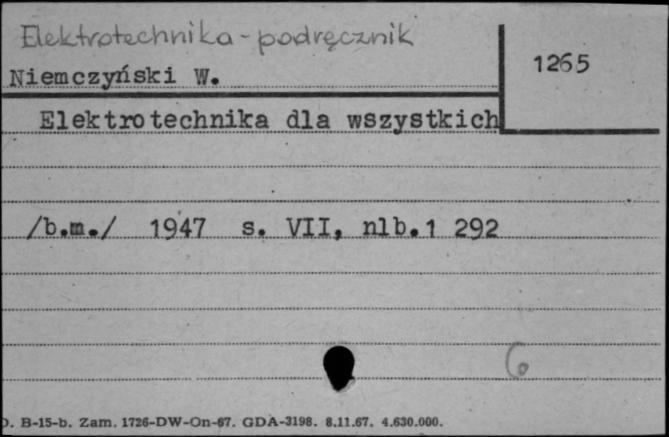 Elektrotechnika - podręcznik
Niemczyński W.
1265
Elektrotechnika dla wszystkich
/b.m./ 1947 s. VII, nlb.1 292
6
B-15-b. Zam. 1726-DW-On-67. GDA-3198. 8.11.67. 4.630.000.